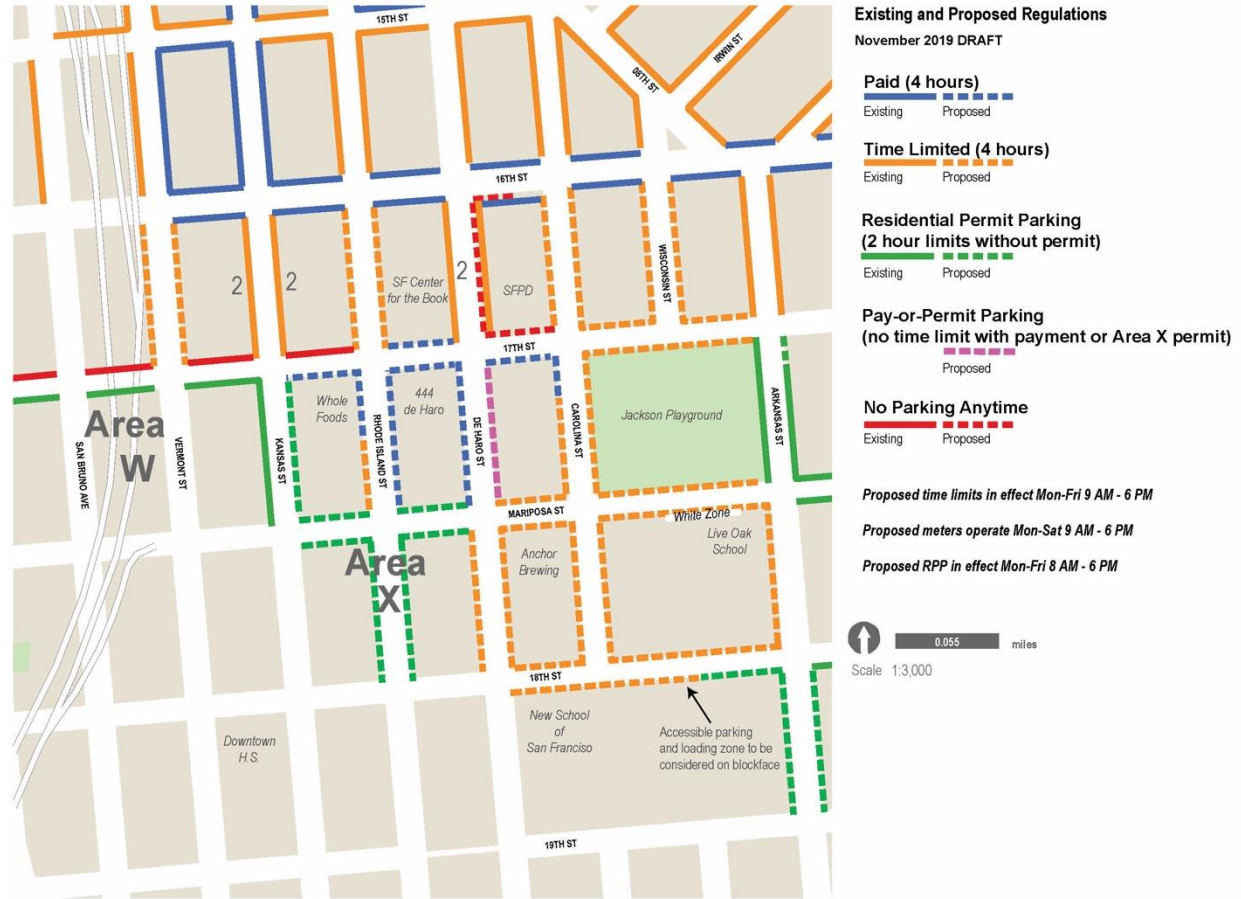 15TH ST
08TH ST
IRWIN ST
16TH ST
2
2
2
SF Center
for the Book
SFPD
WISCONSIN ST
17TH ST
Area
W
SAN BRUNO AVE
VERMONT ST
KANSAS ST
Whole
Foods
RHODE ISLAND ST
444
de Haro
DE HARO ST
CAROLINA ST
Jackson Playground
ARKANSAS ST
MARIPOSA ST
White Zone
Live Oak
School
Area
X
Anchor
Brewing
18TH ST
New School
of
San Franciso
Accessible parking
and loading zone to be
considered on blockface
Downtown
H.S.
19TH ST
Existing and Proposed Regulations
November 2019 DRAFT
Paid (4 hours)
Existing Proposed
Time Limited (4 hours)
Existing Proposed
Residential Permit Parking
(2 hour limits without permit)
Existing Proposed
Pay-or-Permit Parking
(no time limit with payment or Area X permit)
Proposed
No Parking Anytime
Existing Proposed
Proposed time limits in effect Mon-Fri 9 AM - 6 PM
Proposed meters operate Mon-Sat 9 AM - 6 PM
Proposed RPP in effect Mon-Fri 8 AM - 6 PM
0.055 miles
Scale 1:3,000